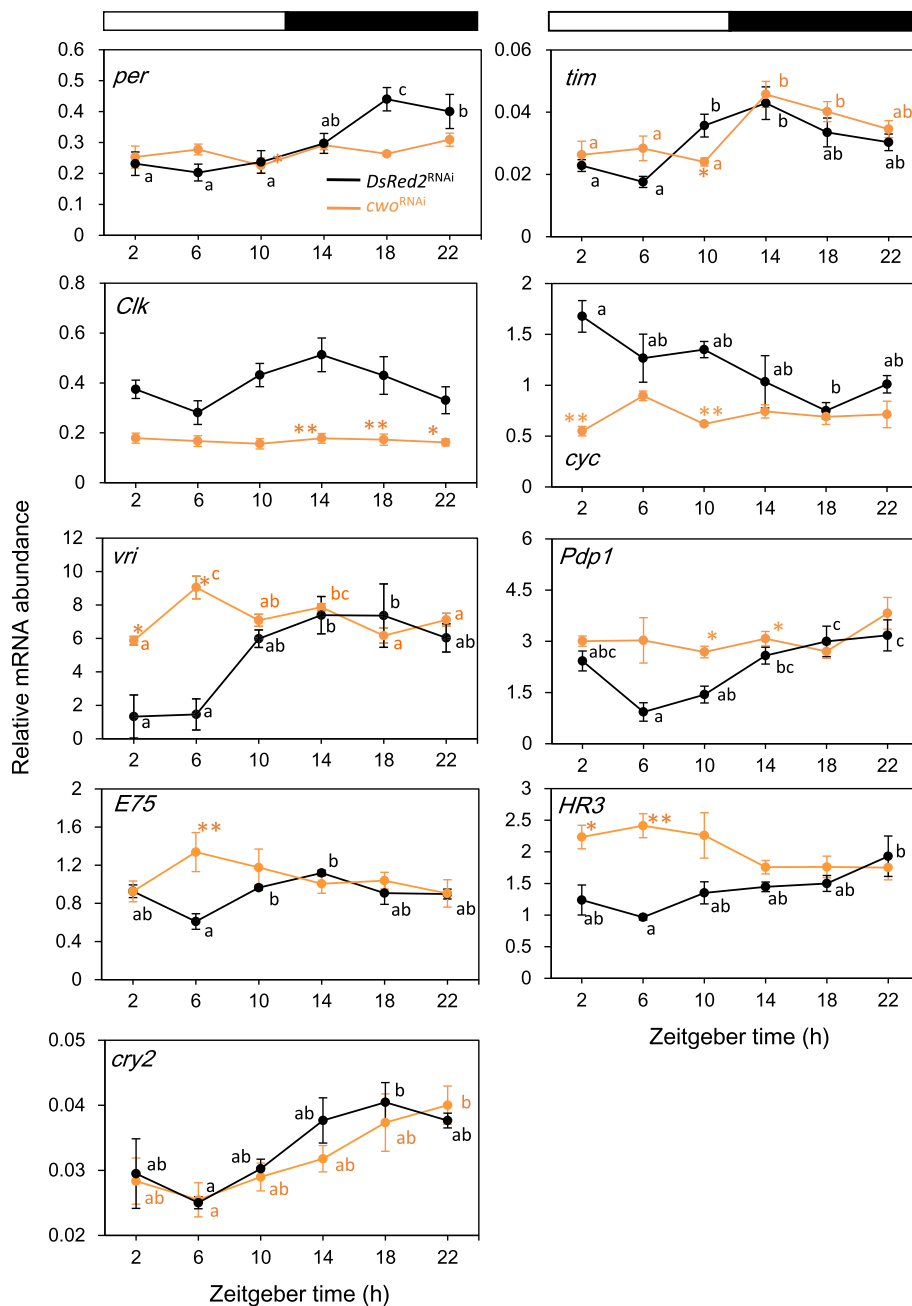 per
0.6
0.5
0.4
0.3
0.2
0.1
0
a
a
a
ab
c
b
*
DsRed2RNAi
cwoRNAi
2 6 10 14 18 22
tim
0.06
0.04
0.02
0
a
a
b
b
ab
ab
a
a
a
*
b
b
ab
2 6 10 14 18 22
Clk
0.8
0.6
0.4
0.2
0
** ** *
2 6 10 14 18 22
cyc
2
1.5
1
0.5
0
a
ab
ab
ab
b
ab
** **
2 6 10 14 18 22
Relative mRNA abundance
vri
12
10
8
6
4
2
0
* a
* c
ab
bc
a
a
a
a
ab
b
b
ab
2 6 10 14 18 22
Pdp1
6
4.5
3
1.5
0
* *
abc
a
ab
bc
c
c
2 6 10 14 18 22
E75
2
1.6
1.2
0.8
0.4
0
**
ab
a
b
b
ab
ab
2 6 10 14 18 22
HR3
3
2.5
2
1.5
1
0.5
0
* **
ab
a
ab
ab
ab
b
2 6 10 14 18 22
Zeitgeber time (h)
cry2
0.05
0.04
0.03
0.02
ab
a
ab
ab
b
ab
ab
a
ab
ab
ab
b
2 6 10 14 18 22
Zeitgeber time (h)